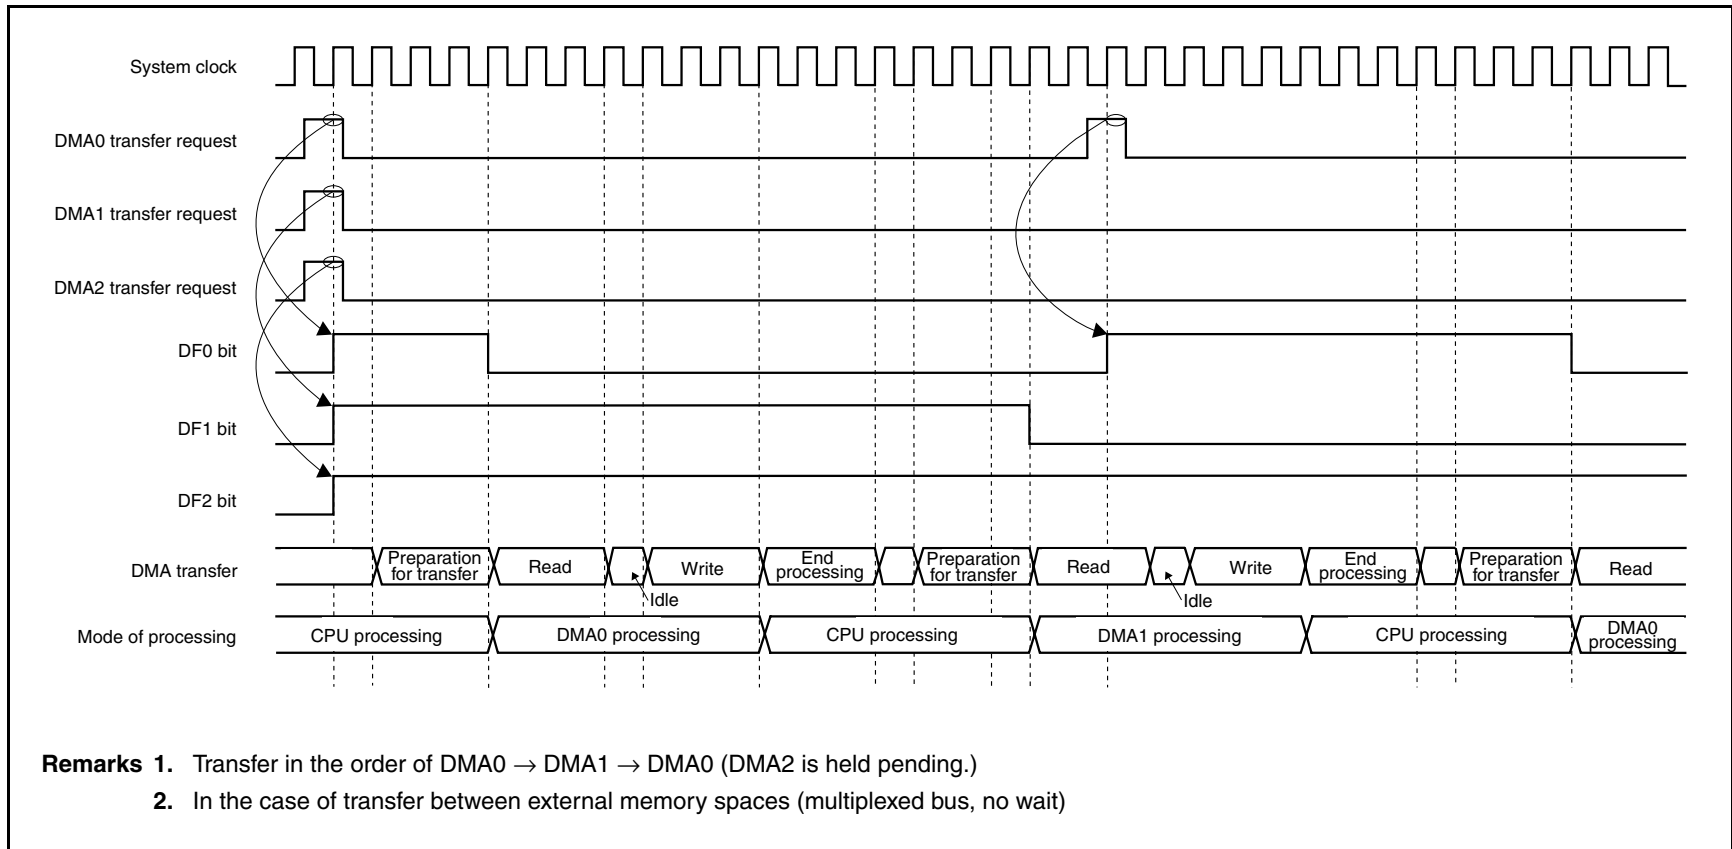 System clock
DMA0 transfer request
DMA1 transfer request
DMA2 transfer request
DF0 bit
DF1 bit
DF2 bit
DMA transfer
Preparation
for transfer
Read
Idle
Write
End
processing
Preparation
for transfer
Read
Idle
Write
End
processing
Preparation
for transfer
Read
Mode of processing
CPU processing
DMA0 processing
CPU processing
DMA1 processing
CPU processing
DMA0
processing
Remarks 1. Transfer in the order of DMA0 → DMA1 → DMA0 (DMA2 is held pending.)
2. In the case of transfer between external memory spaces (multiplexed bus, no wait)